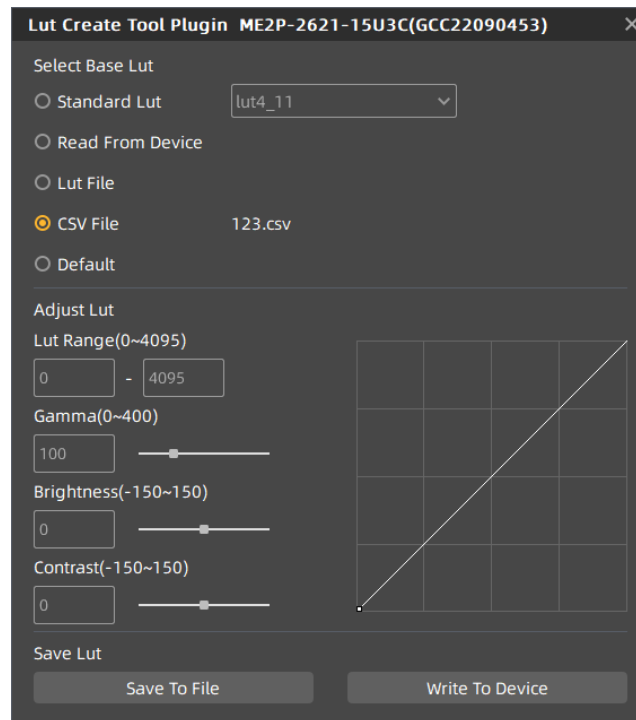 Lut Create Tool Plugin ME2P-2621-15U3C(GCC22090453)
Select Base Lut
Standard Lut lut4_11
Read From Device
Lut File
CSV File 123.csv
Default
Adjust Lut
Lut Range(0~4095)
0 - 4095
Gamma(0~400)
100
Brightness(-150~150)
0
Contrast(-150~150)
0
Save Lut
Save To File Write To Device